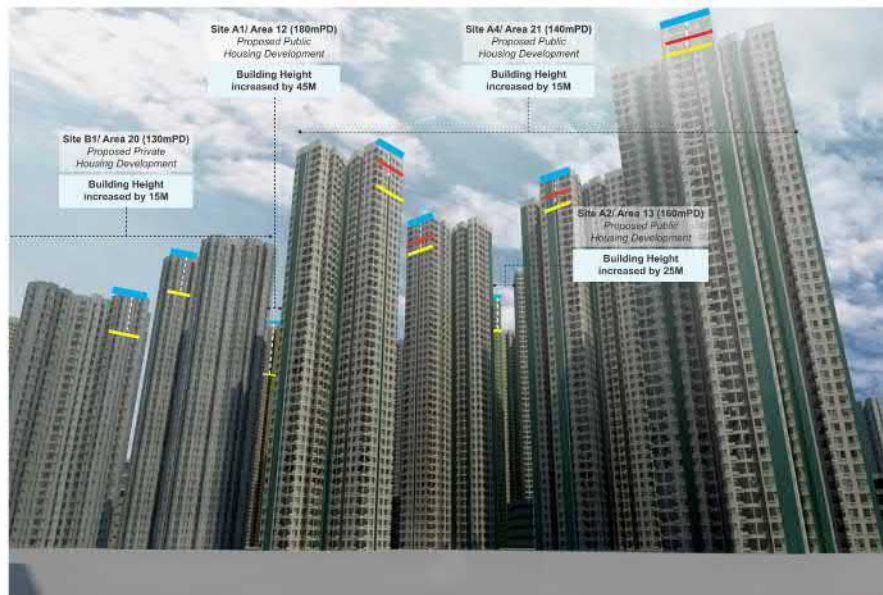 Site A1/ Area 12 (180mPD)
Proposed Public
Housing Development
Building Height
increased by 45M
Site A4/ Area 21 (140mPD)
Proposed Public
Housing Development
Building Height
increased by 15M
Site B1/ Area 20 (130mPD)
Proposed Private
Housing Development
Building Height
increased by 15M
Site A2/ Area 13 (160mPD)
Proposed Public
Housing Development
Building Height
increased by 25M